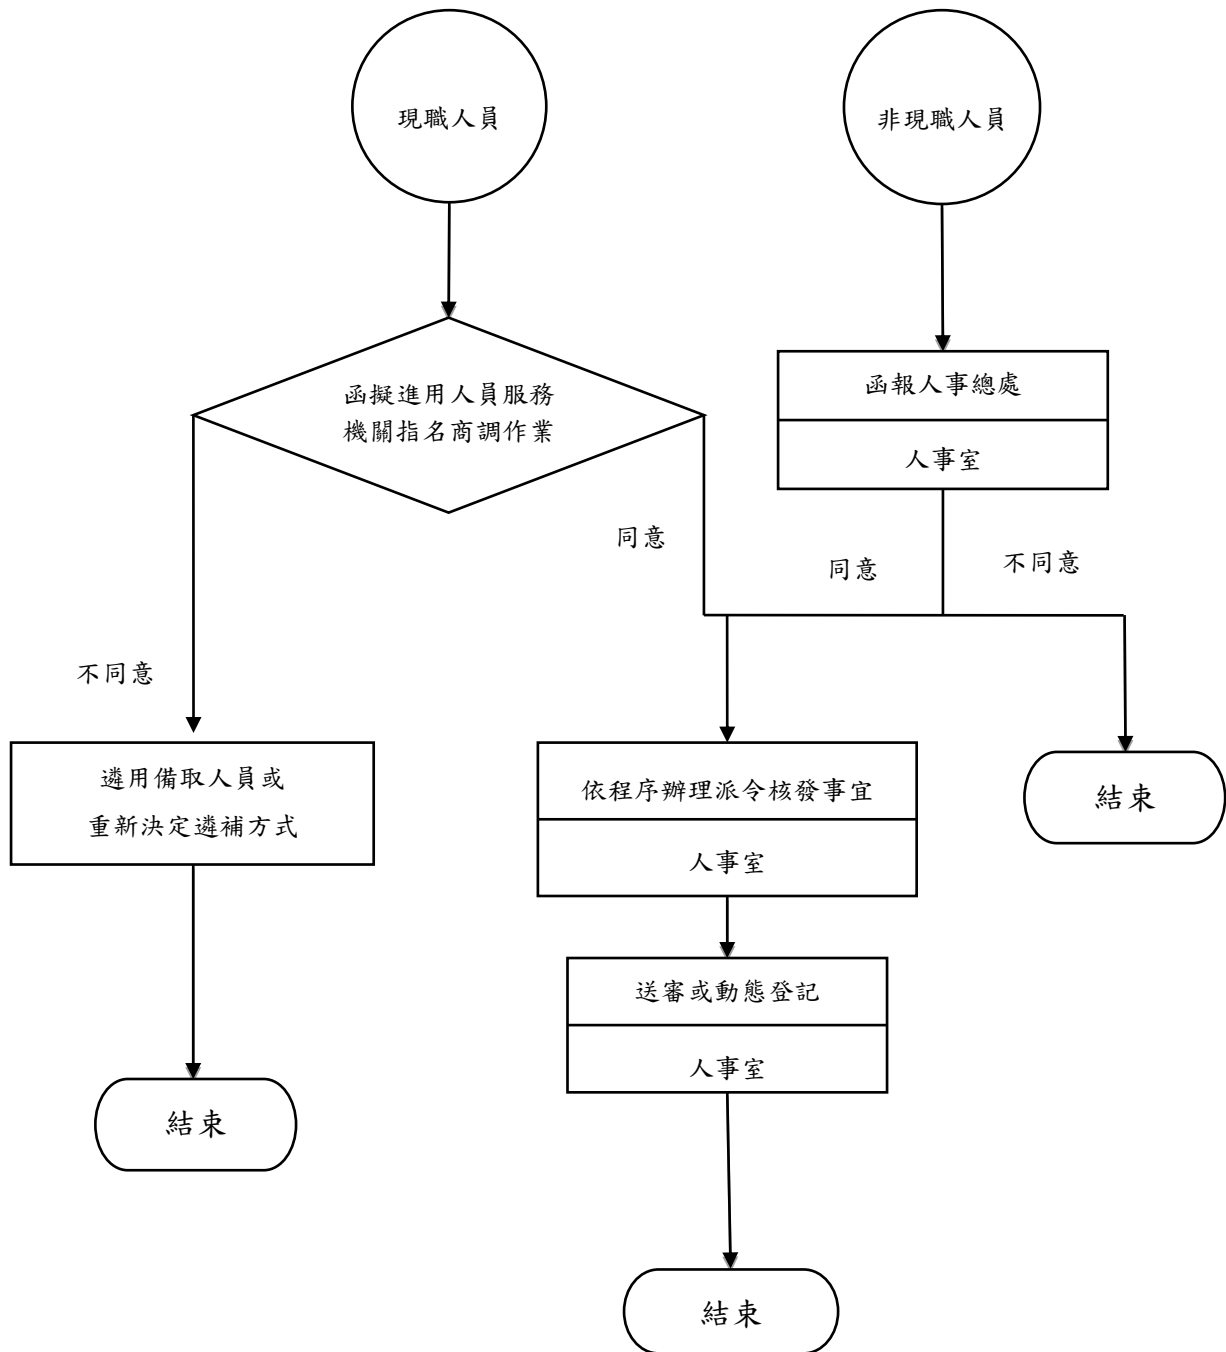 現職人員
非現職人員
函擬進用人員服務
機關指名商調作業
函報人事總處
人事室
同意
同意
不同意
不同意
遴用備取人員或
重新決定遴補方式
依程序辦理派令核發事宜
人事室
結束
送審或動態登記
人事室
結束
結束